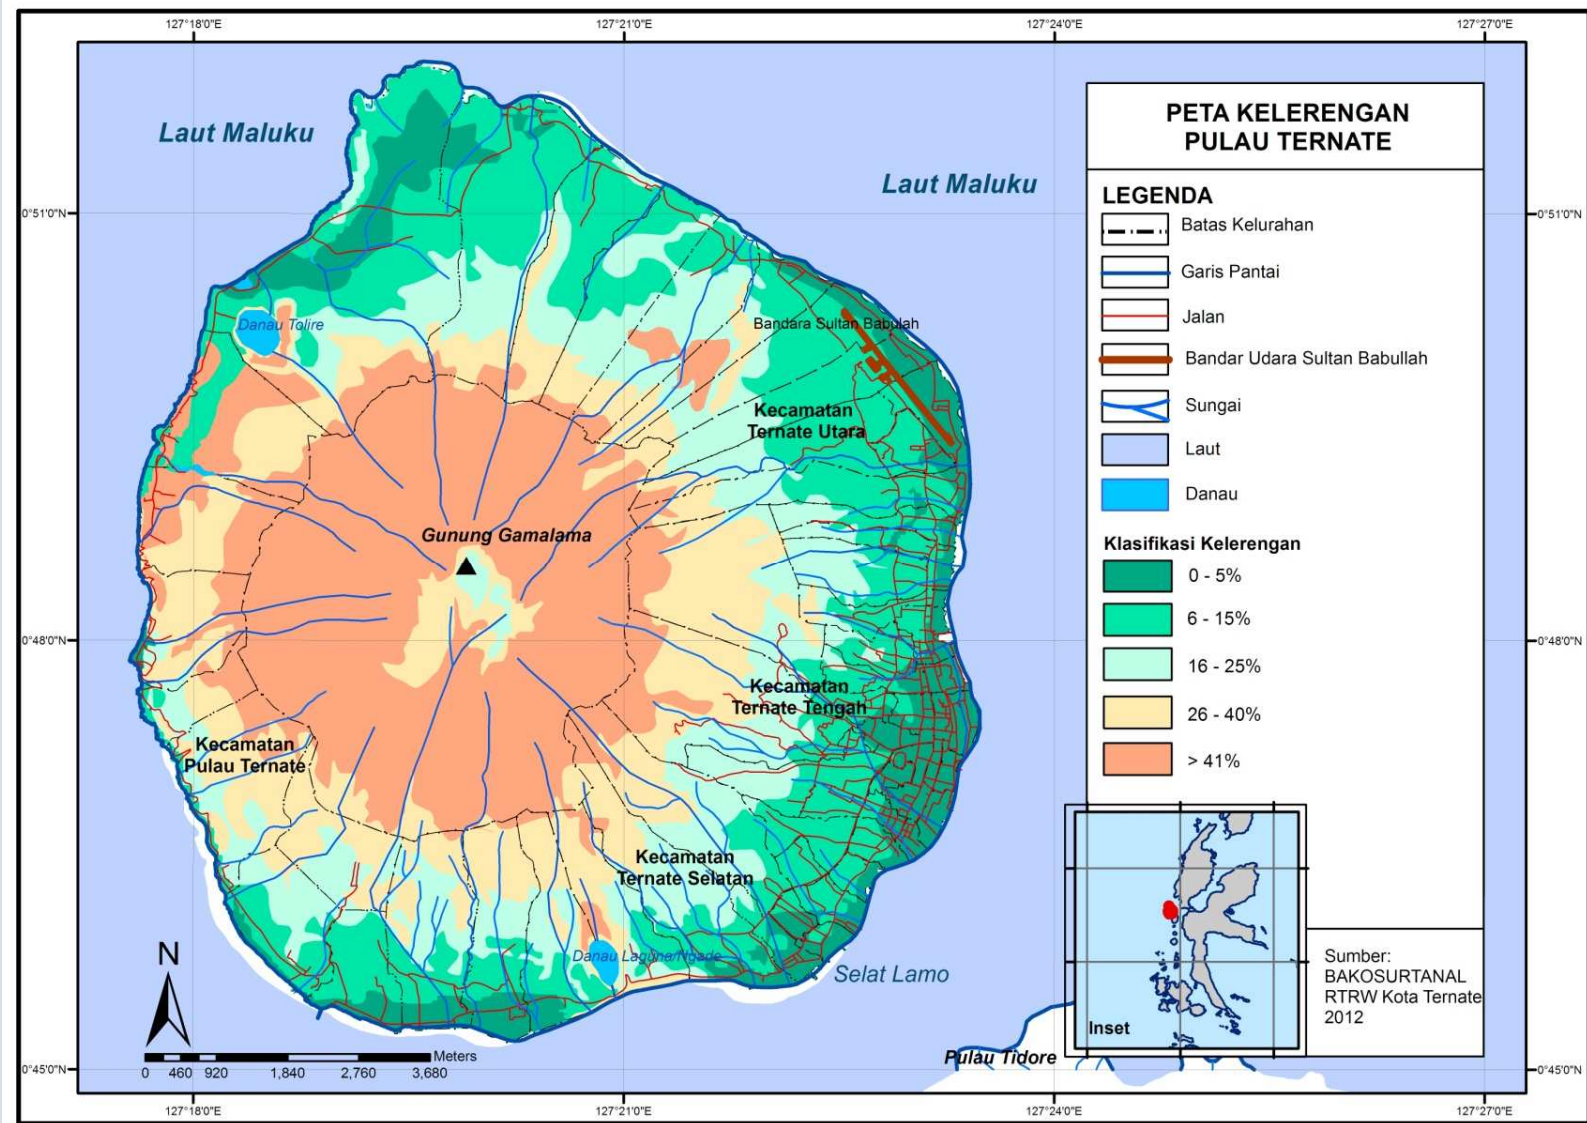 127°18'0"E
127°21'0"E
127°24'0"E
127°27'0"E
Laut Maluku
Laut Maluku
0°51'0"N
0°51'0"N
PETA KELERENGAN
PULAU TERNATE
LEGENDA
Batas Kelurahan
Garis Pantai
Jalan
Bandar Udara Sultan Babullah
Sungai
Laut
Danau
Klasifikasi Kelerengan
0 - 5%
6 - 15%
16 - 25%
26 - 40%
> 41%
Danau Tolire
Bandara Sultan Babulah
Kecamatan
Ternate Utara
Gunung Gamalama
0°48'0"N
0°48'0"N
Kecamatan
Ternate Tengah
Kecamatan
Pulau Ternate
Kecamatan
Ternate Selatan
Danau Laguna/Ngade
Selat Lamo
N
Meters
0 460 920 1,840 2,760 3,680
Pulau Tidore
Inset
Sumber:
BAKOSURTANAL
RTRW Kota Ternate
2012
0°45'0"N
0°45'0"N
127°18'0"E
127°21'0"E
127°24'0"E
127°27'0"E